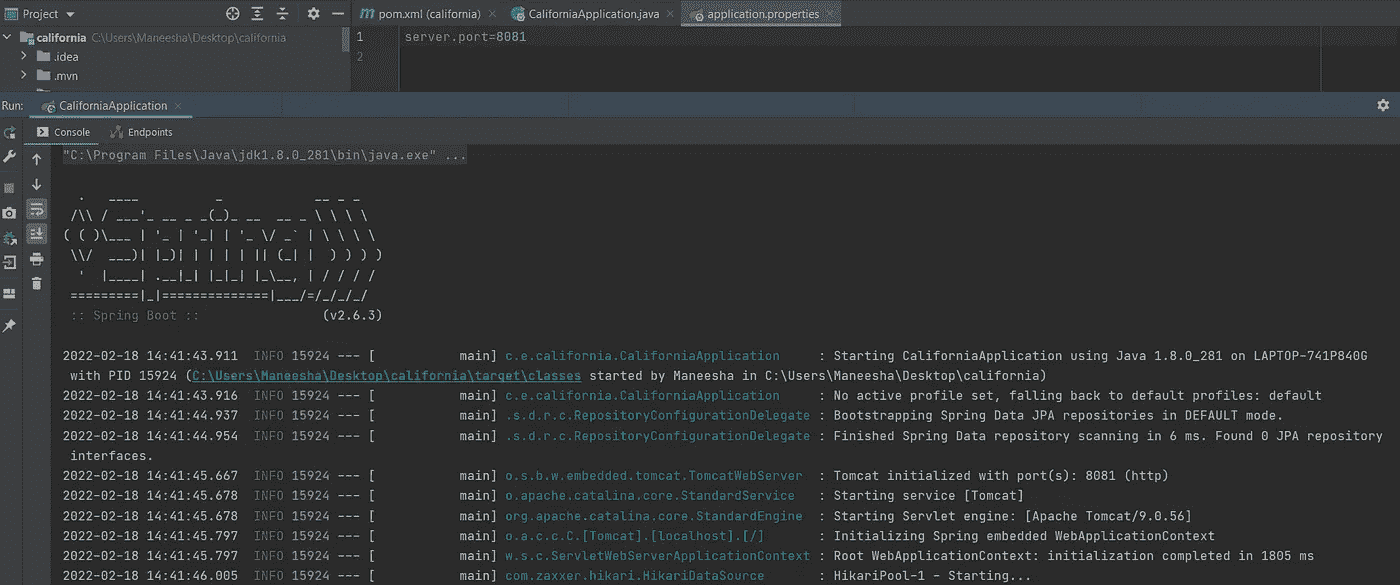 Project pom.xml (california) CaliforniaApplication.java application.properties
california C:\Users\Maneesha\Desktop\california 1 server.port=8081
.idea 2
.mvn
Run: CaliforniaApplication
Console Endpoints
"C:\Program Files\Java\jdk1.8.0_281\bin\java.exe" ...
  .   ____          _            __ _ _
 /\\ / ___'_ __ _ _(_)_ __  __ _ \ \ \ \
( ( )\___ | '_ | '_| | '_ \/ _` | \ \ \ \
 \\/  ___)| |_)| | | | | || (_| |  ) ) ) )
  '  |____| .__|_| |_|_| |_\__, | / / / /
 =========|_|==============|___/=/_/_/_/
 :: Spring Boot ::                (v2.6.3)
2022-02-18 14:41:43.911  INFO 15924 --- [           main] c.e.california.CaliforniaApplication     : Starting CaliforniaApplication using Java 1.8.0_281 on LAPTOP-741P840G
 with PID 15924 (C:\Users\Maneesha\Desktop\california\target\classes started by Maneesha in C:\Users\Maneesha\Desktop\california)
2022-02-18 14:41:43.916  INFO 15924 --- [           main] c.e.california.CaliforniaApplication     : No active profile set, falling back to default profiles: default
2022-02-18 14:41:44.937  INFO 15924 --- [           main] .s.d.r.c.RepositoryConfigurationDelegate : Bootstrapping Spring Data JPA repositories in DEFAULT mode.
2022-02-18 14:41:44.954  INFO 15924 --- [           main] .s.d.r.c.RepositoryConfigurationDelegate : Finished Spring Data repository scanning in 6 ms. Found 0 JPA repository
 interfaces.
2022-02-18 14:41:45.667  INFO 15924 --- [           main] o.s.b.w.embedded.tomcat.TomcatWebServer  : Tomcat initialized with port(s): 8081 (http)
2022-02-18 14:41:45.678  INFO 15924 --- [           main] o.apache.catalina.core.StandardService   : Starting service [Tomcat]
2022-02-18 14:41:45.678  INFO 15924 --- [           main] org.apache.catalina.core.StandardEngine  : Starting Servlet engine: [Apache Tomcat/9.0.56]
2022-02-18 14:41:45.797  INFO 15924 --- [           main] o.a.c.c.C.[Tomcat].[localhost].[/]       : Initializing Spring embedded WebApplicationContext
2022-02-18 14:41:45.797  INFO 15924 --- [           main] w.s.c.ServletWebServerApplicationContext : Root WebApplicationContext: initialization completed in 1805 ms
2022-02-18 14:41:46.005  INFO 15924 --- [           main] com.zaxxer.hikari.HikariDataSource       : HikariPool-1 - Starting...